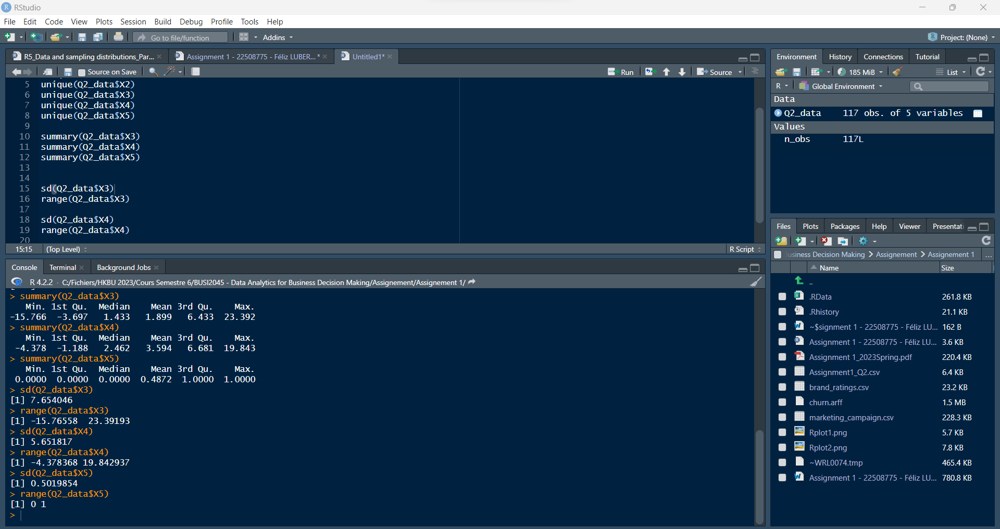 RStudio
File Edit Code View Plots Session Build Debug Profile Tools Help
Go to file/function Addins Project: (None)
R5_Data and sampling distributions_Par... Assignment 1 - 22508775 - Féliz LUBER...* Untitled1*
Source on Save Run Source
5 unique(Q2_data$X2)
6 unique(Q2_data$X3)
7 unique(Q2_data$X4)
8 unique(Q2_data$X5)
9
10 summary(Q2_data$X3)
11 summary(Q2_data$X4)
12 summary(Q2_data$X5)
13
14
15 sd(Q2_data$X3)
16 range(Q2_data$X3)
17
18 sd(Q2_data$X4)
19 range(Q2_data$X4)
20
15:15 (Top Level) R Script
Console Terminal Background Jobs
R 4.2.2 · C:/Fichiers/HKBU 2023/Cours Semestre 6/BUSI2045 - Data Analytics for Business Decision Making/Assignement/Assignement 1/
> summary(Q2_data$X3)
Min. 1st Qu. Median Mean 3rd Qu. Max.
-15.766 -3.697 1.433 1.899 6.433 23.392
> summary(Q2_data$X4)
Min. 1st Qu. Median Mean 3rd Qu. Max.
-4.378 -1.188 2.462 3.594 6.681 19.843
> summary(Q2_data$X5)
Min. 1st Qu. Median Mean 3rd Qu. Max.
0.0000 0.0000 0.0000 0.4872 1.0000 1.0000
> sd(Q2_data$X3)
[1] 7.654046
> range(Q2_data$X3)
[1] -15.76558 23.39193
> sd(Q2_data$X4)
[1] 5.651817
> range(Q2_data$X4)
[1] -4.378368 19.842937
> sd(Q2_data$X5)
[1] 0.5019854
> range(Q2_data$X5)
[1] 0 1
>
Environment History Connections Tutorial
185 MiB List
R Global Environment
Data
Q2_data 117 obs. of 5 variables
Values
n_obs 117L
Files Plots Packages Help Viewer Presentati
usiness Decision Making > Assignement > Assignement 1 ...
Name Size
..
.RData 261.8 KB
.Rhistory 21.1 KB
~$signment 1 - 22508775 - Féliz LU... 162 B
Assignment 1 - 22508775 - Féliz LU... 3.6 KB
Assignment 1_2023Spring.pdf 220.4 KB
Assignment1_Q2.csv 6.4 KB
brand_ratings.csv 23.2 KB
churn.arff 1.5 MB
marketing_campaign.csv 228.3 KB
Rplot1.png 5.7 KB
Rplot2.png 7.8 KB
~WRL0074.tmp 465.4 KB
Assignment 1 - 22508775 - Féliz LU... 780.8 KB